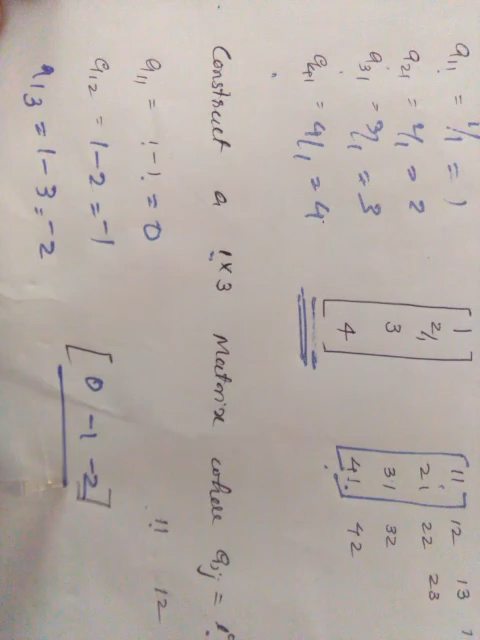 a₁₁ = 1/1 = 1
a₂₁ = 2/1 = 2
a₃₁ = 3/1 = 3
a₄₁ = 4/1 = 4
[1
2
3
4]
11 12 13
21 22 23
31 32
41 42
Construct a 1×3 Matrix where aᵢⱼ = i
a₁₁ = 1-1 = 0
a₁₂ = 1-2 = -1
a₁₃ = 1-3 = -2
[0 -1 -2]
11 12